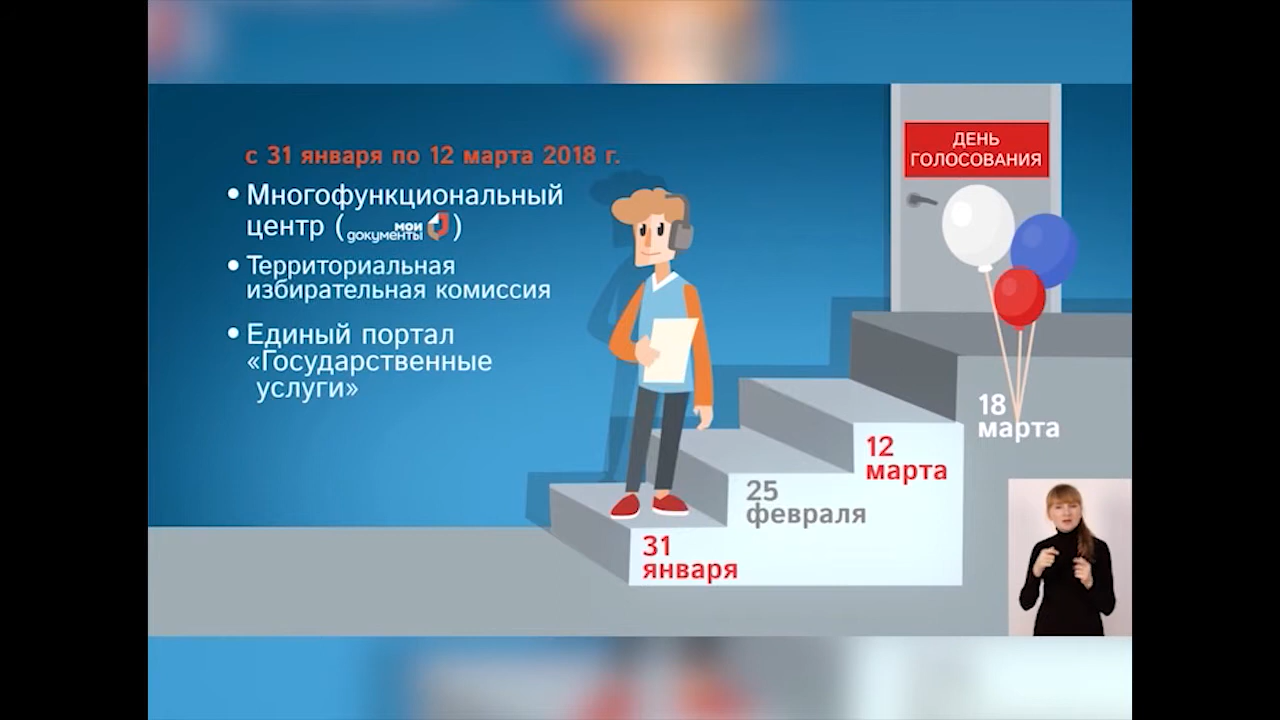 с 31 января по 12 марта 2018 г.
• Многофункциональный
центр (мои документы)
• Территориальная
избирательная комиссия
• Единый портал
«Государственные
услуги»
ДЕНЬ
ГОЛОСОВАНИЯ
18
марта
12
марта
25
февраля
31
января